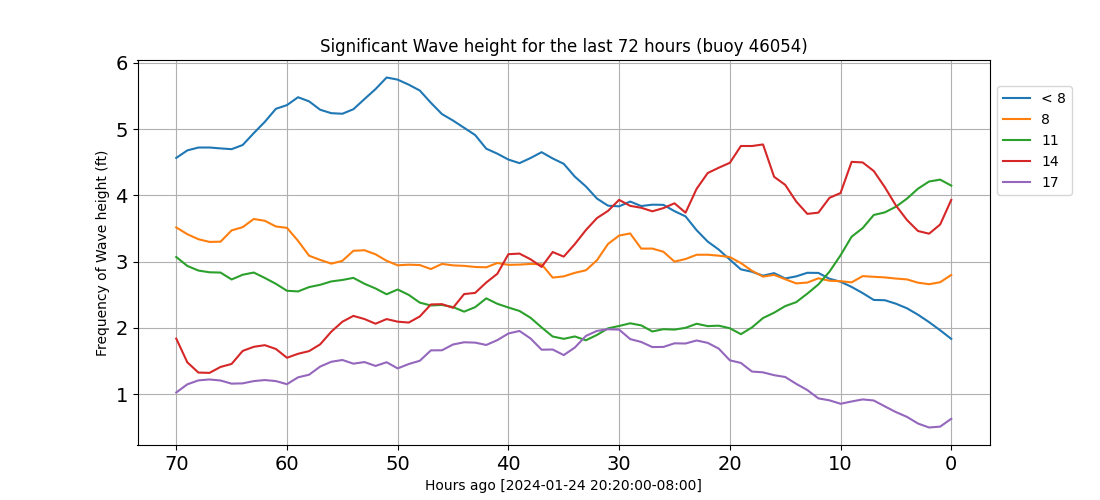 Significant Wave height for the last 72 hours (buoy 46054)
Frequency of Wave height (ft)
6
5
4
3
2
1
70 60 50 40 30 20 10 0
Hours ago [2024-01-24 20:20:00-08:00]
< 8
8
11
14
17